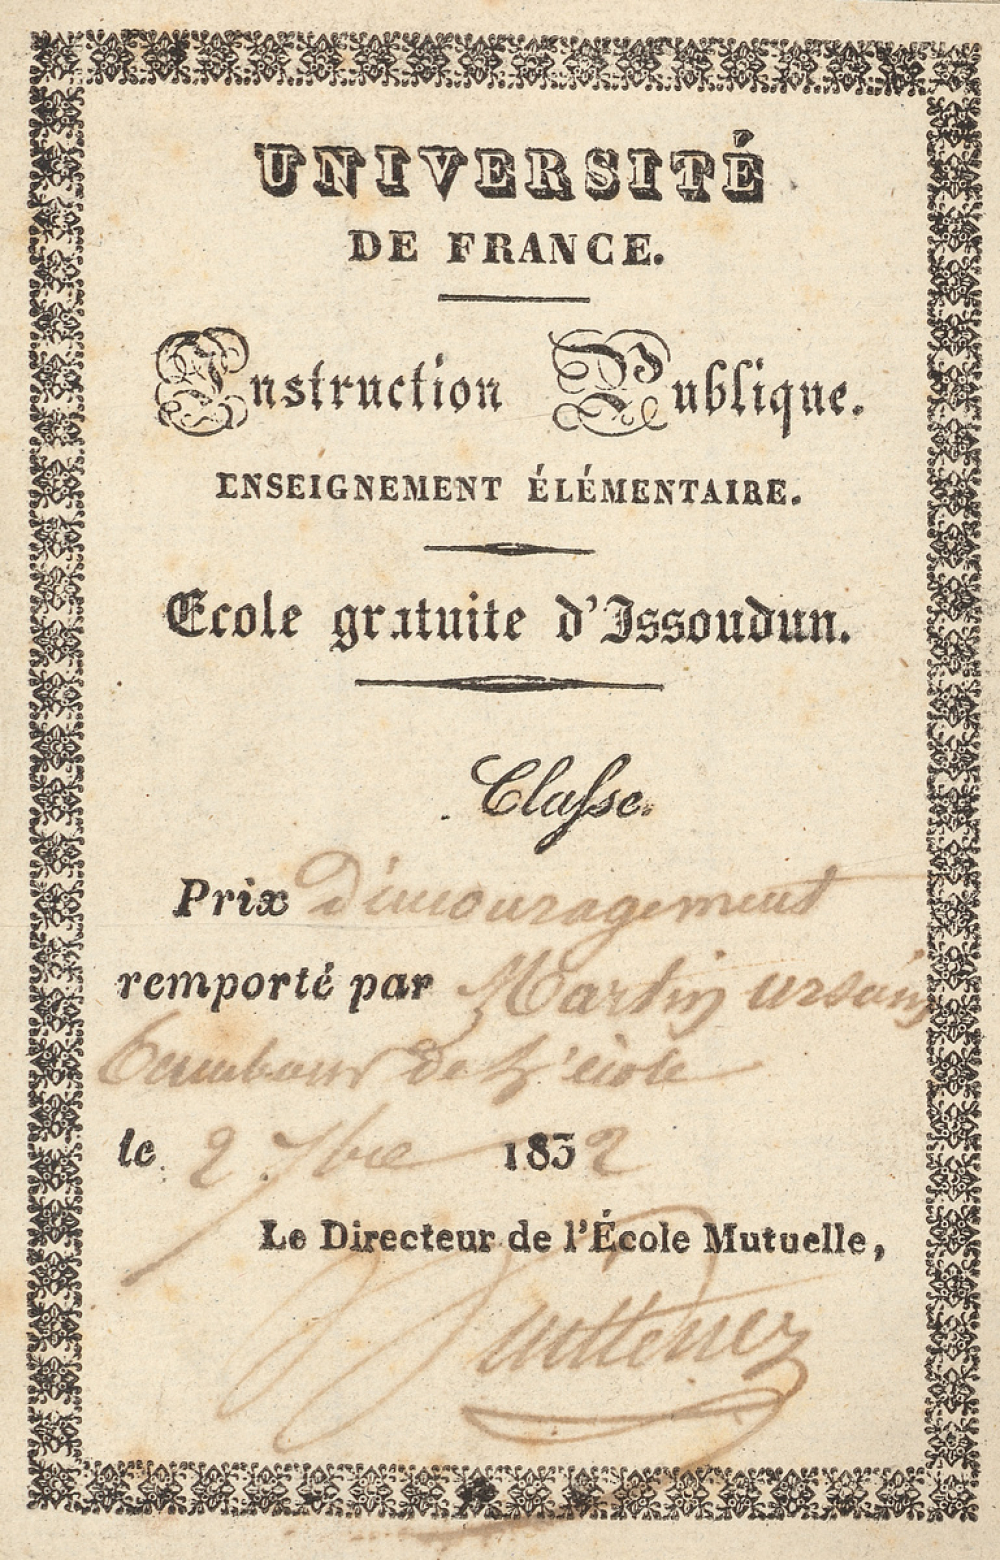 UNIVERSITÉ
DE FRANCE.
Instruction Publique.
ENSEIGNEMENT ÉLÉMENTAIRE.
Ecole gratuite d'Issoudun.
Classe.
Prix D'encouragement
remporté par Martin ursain
tambour de L'école
le 2 7bre 1832
Le Directeur de l'École Mutuelle,